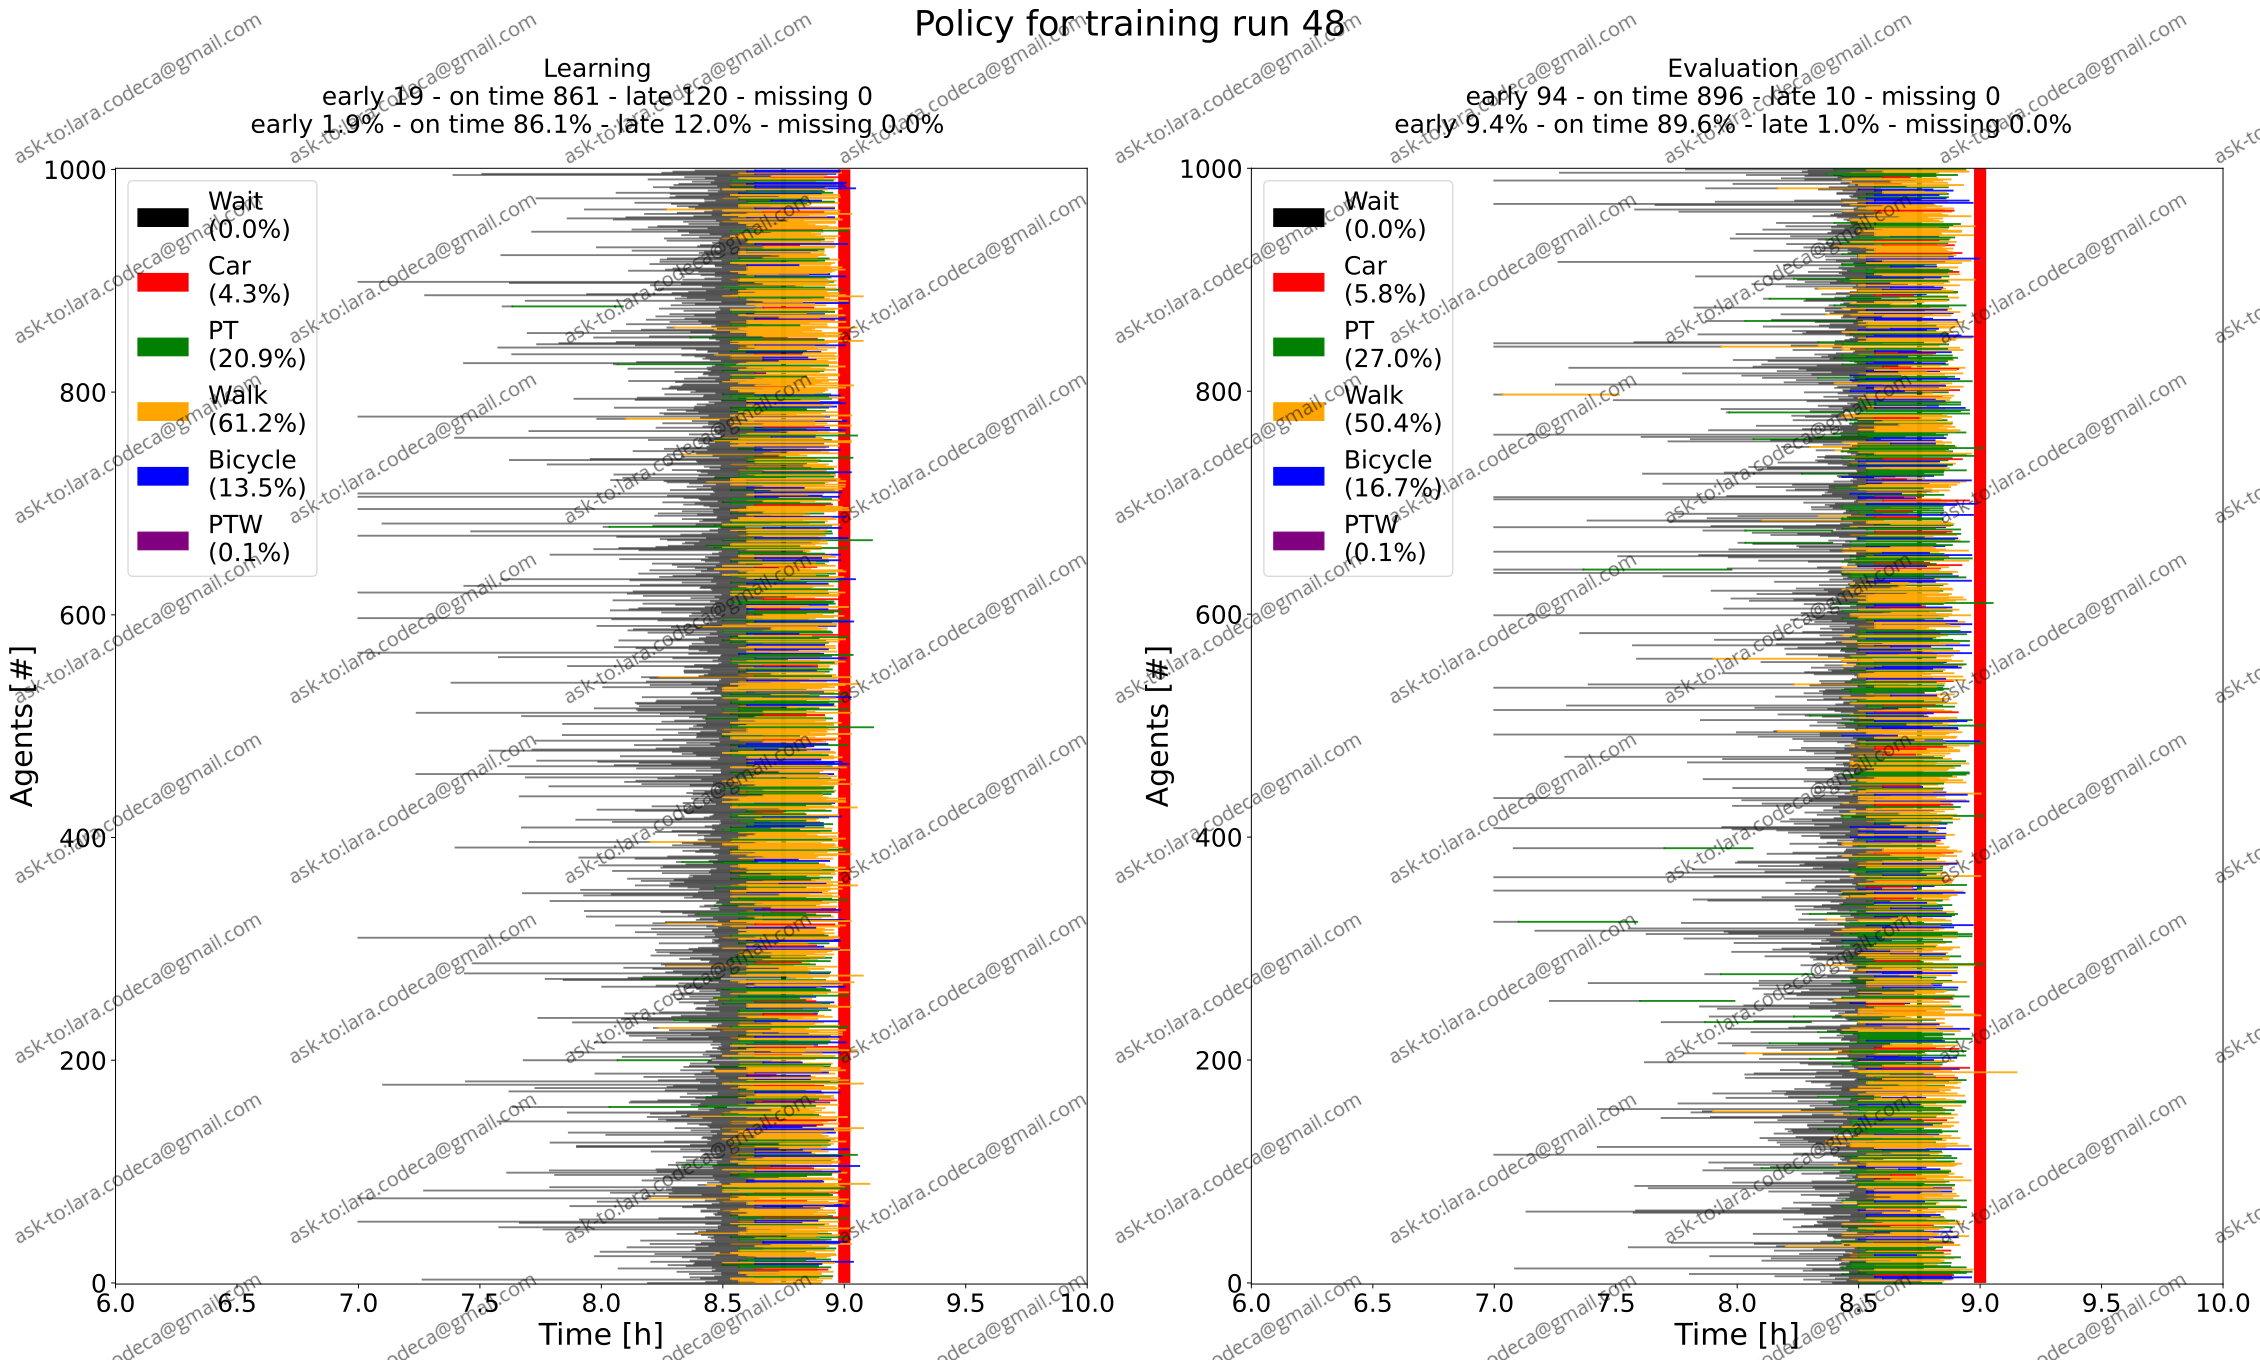 Policy for training run 48
Learning
early 19 - on time 861 - late 120 - missing 0
early 1.9% - on time 86.1% - late 12.0% - missing 0.0%
Agents [#]
1000
800
600
400
200
0
Wait
(0.0%)
Car
(4.3%)
PT
(20.9%)
Walk
(61.2%)
Bicycle
(13.5%)
PTW
(0.1%)
6.0 6.5 7.0 7.5 8.0 8.5 9.0 9.5 10.0
Time [h]
Evaluation
early 94 - on time 896 - late 10 - missing 0
early 9.4% - on time 89.6% - late 1.0% - missing 0.0%
Agents [#]
1000
800
600
400
200
0
Wait
(0.0%)
Car
(5.8%)
PT
(27.0%)
Walk
(50.4%)
Bicycle
(16.7%)
PTW
(0.1%)
6.0 6.5 7.0 7.5 8.0 8.5 9.0 9.5 10.0
Time [h]
ask-to:lara.codeca@gmail.com